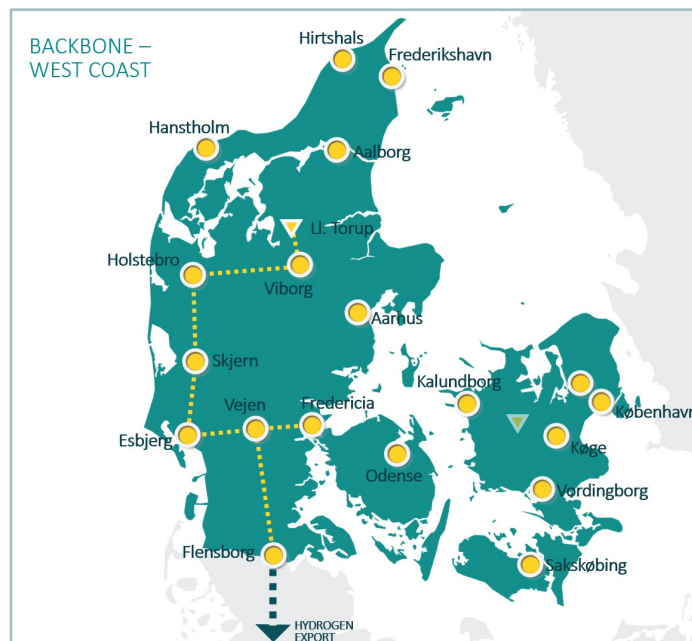 BACKBONE –
WEST COAST
Hirtshals
Frederikshavn
Hanstholm
Aalborg
Ll. Torup
Holstebro
Viborg
Aarhus
Skjern
Kalundborg
Vejen
Fredericia
København
Esbjerg
Køge
Odense
Vordingborg
Flensborg
Sakskøbing
HYDROGEN
EXPORT